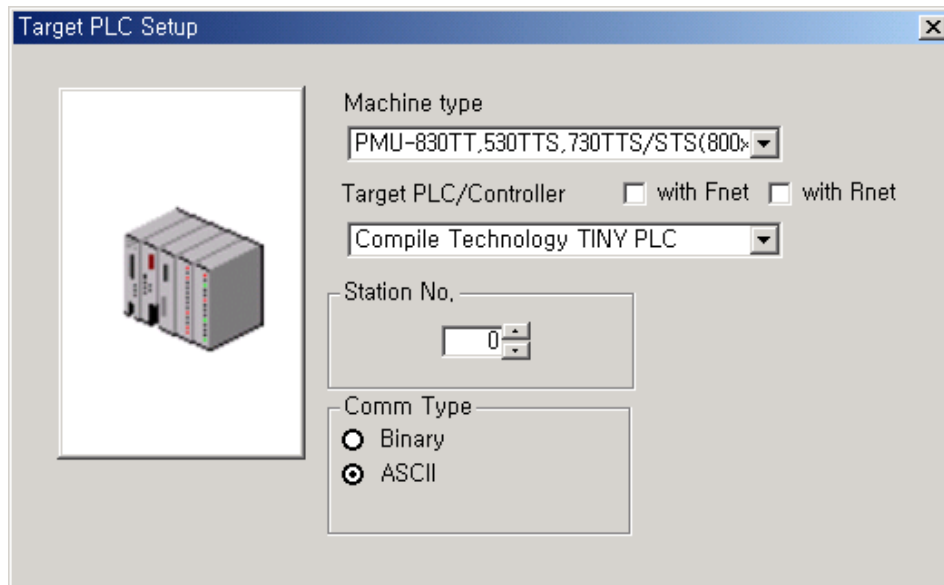 Target PLC Setup
Machine type
PMU-830TT,530TTS,730TTS/STS(800x
Target PLC/Controller with Fnet with Rnet
Compile Technology TINY PLC
Station No.
0
Comm Type
Binary
ASCII